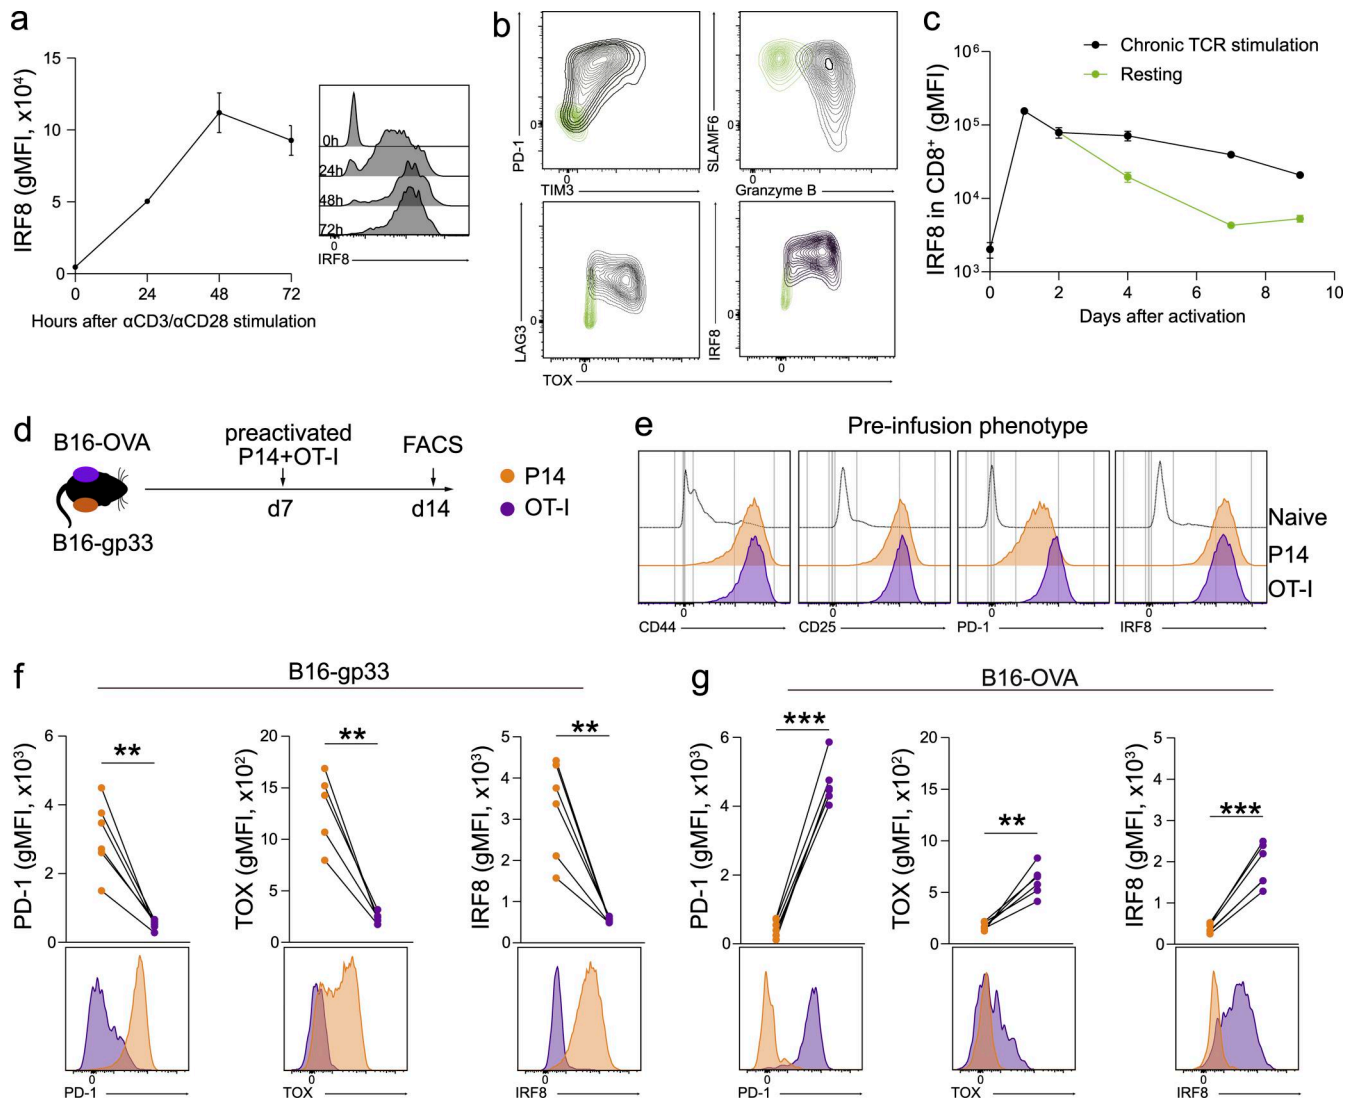 a
15
10
5
0
IRF8 (gMFI, x10⁴)
0 24 48 72
Hours after αCD3/αCD28 stimulation
0h
24h
48h
72h
0
IRF8
b
PD-1
0
0
TIM3
SLAMF6
0
0
Granzyme B
LAG3
0
0
TOX
IRF8
0
0
c
Chronic TCR stimulation
Resting
10⁶
10⁵
10⁴
10³
IRF8 in CD8⁺ (gMFI)
0 2 4 6 8 10
Days after activation
d
B16-OVA
B16-gp33
preactivated
P14+OT-I
FACS
d7
d14
P14
OT-I
e
Pre-infusion phenotype
Naive
P14
OT-I
0 0 0 0
CD44 CD25 PD-1 IRF8
f
B16-gp33
PD-1 (gMFI, x10³)
6
4
2
0
**
0
PD-1
TOX (gMFI, x10²)
20
15
10
5
0
**
0
TOX
IRF8 (gMFI, x10³)
5
4
3
2
1
0
**
0
IRF8
g
B16-OVA
PD-1 (gMFI, x10³)
6
4
2
0
***
0
PD-1
TOX (gMFI, x10²)
20
15
10
5
0
**
0
TOX
IRF8 (gMFI, x10³)
5
4
3
2
1
0
***
0
IRF8